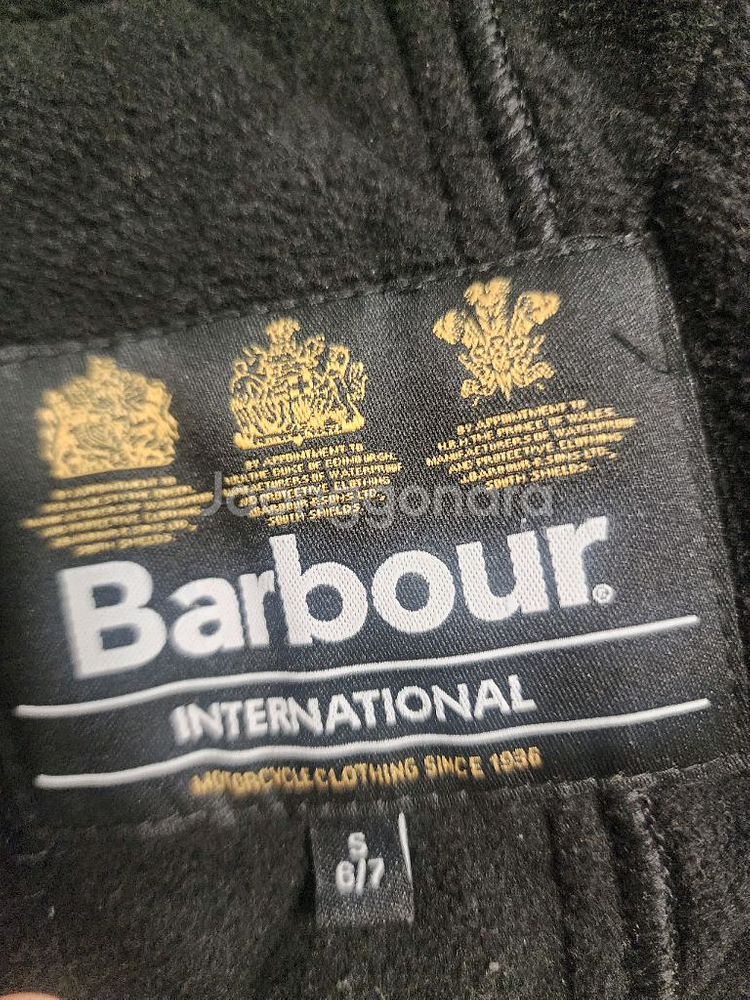 BY APPOINTMENT TO
H.R.H. THE DUKE OF EDINBURGH
MANUFACTURERS OF WATERPROOF
AND PROTECTIVE CLOTHING
J. BARBOUR & SONS LTD.
SOUTH SHIELDS.
BY APPOINTMENT TO
H.R.H. THE PRINCE OF WALES
MANUFACTURERS OF WATERPROOF
AND PROTECTIVE CLOTHING
J. BARBOUR & SONS LTD.
SOUTH SHIELDS
Joonggonara
Barbour®
INTERNATIONAL
MOTORCYCLE CLOTHING SINCE 1936
S
6/7